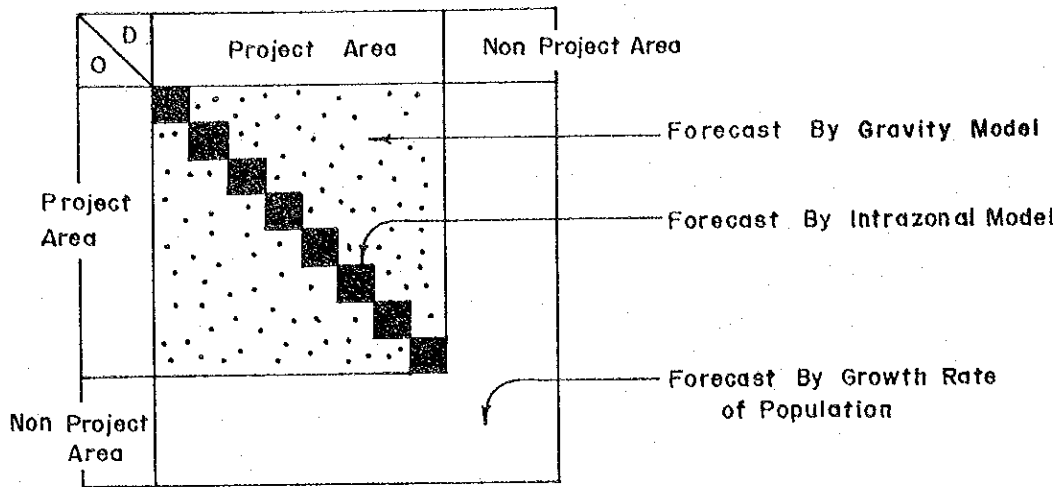 D
O
Project Area
Non Project Area
Forecast By Gravity Model
Project
Area
Forecast By Intrazonal Model
Forecast By Growth Rate
of Population
Non Project
Area